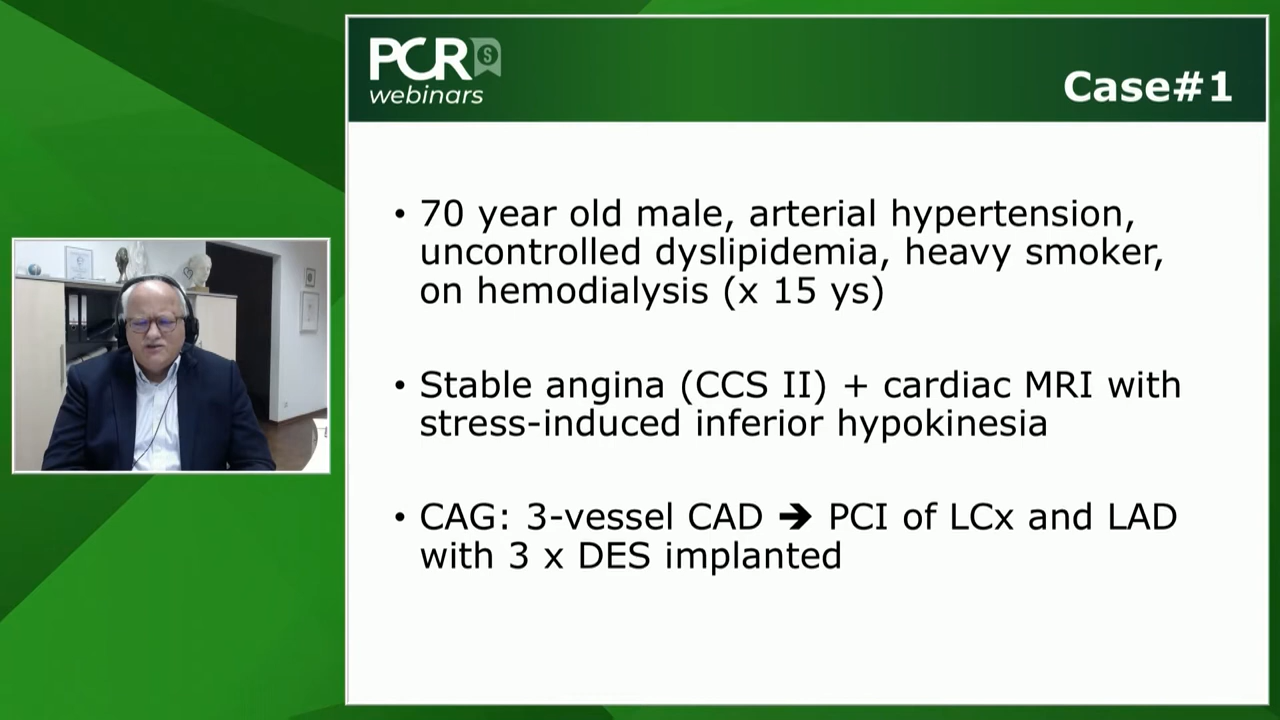 PCR
webinars
Case#1
• 70 year old male, arterial hypertension,
uncontrolled dyslipidemia, heavy smoker,
on hemodialysis (x 15 ys)
• Stable angina (CCS II) + cardiac MRI with
stress-induced inferior hypokinesia
• CAG: 3-vessel CAD ➔ PCI of LCx and LAD
with 3 x DES implanted